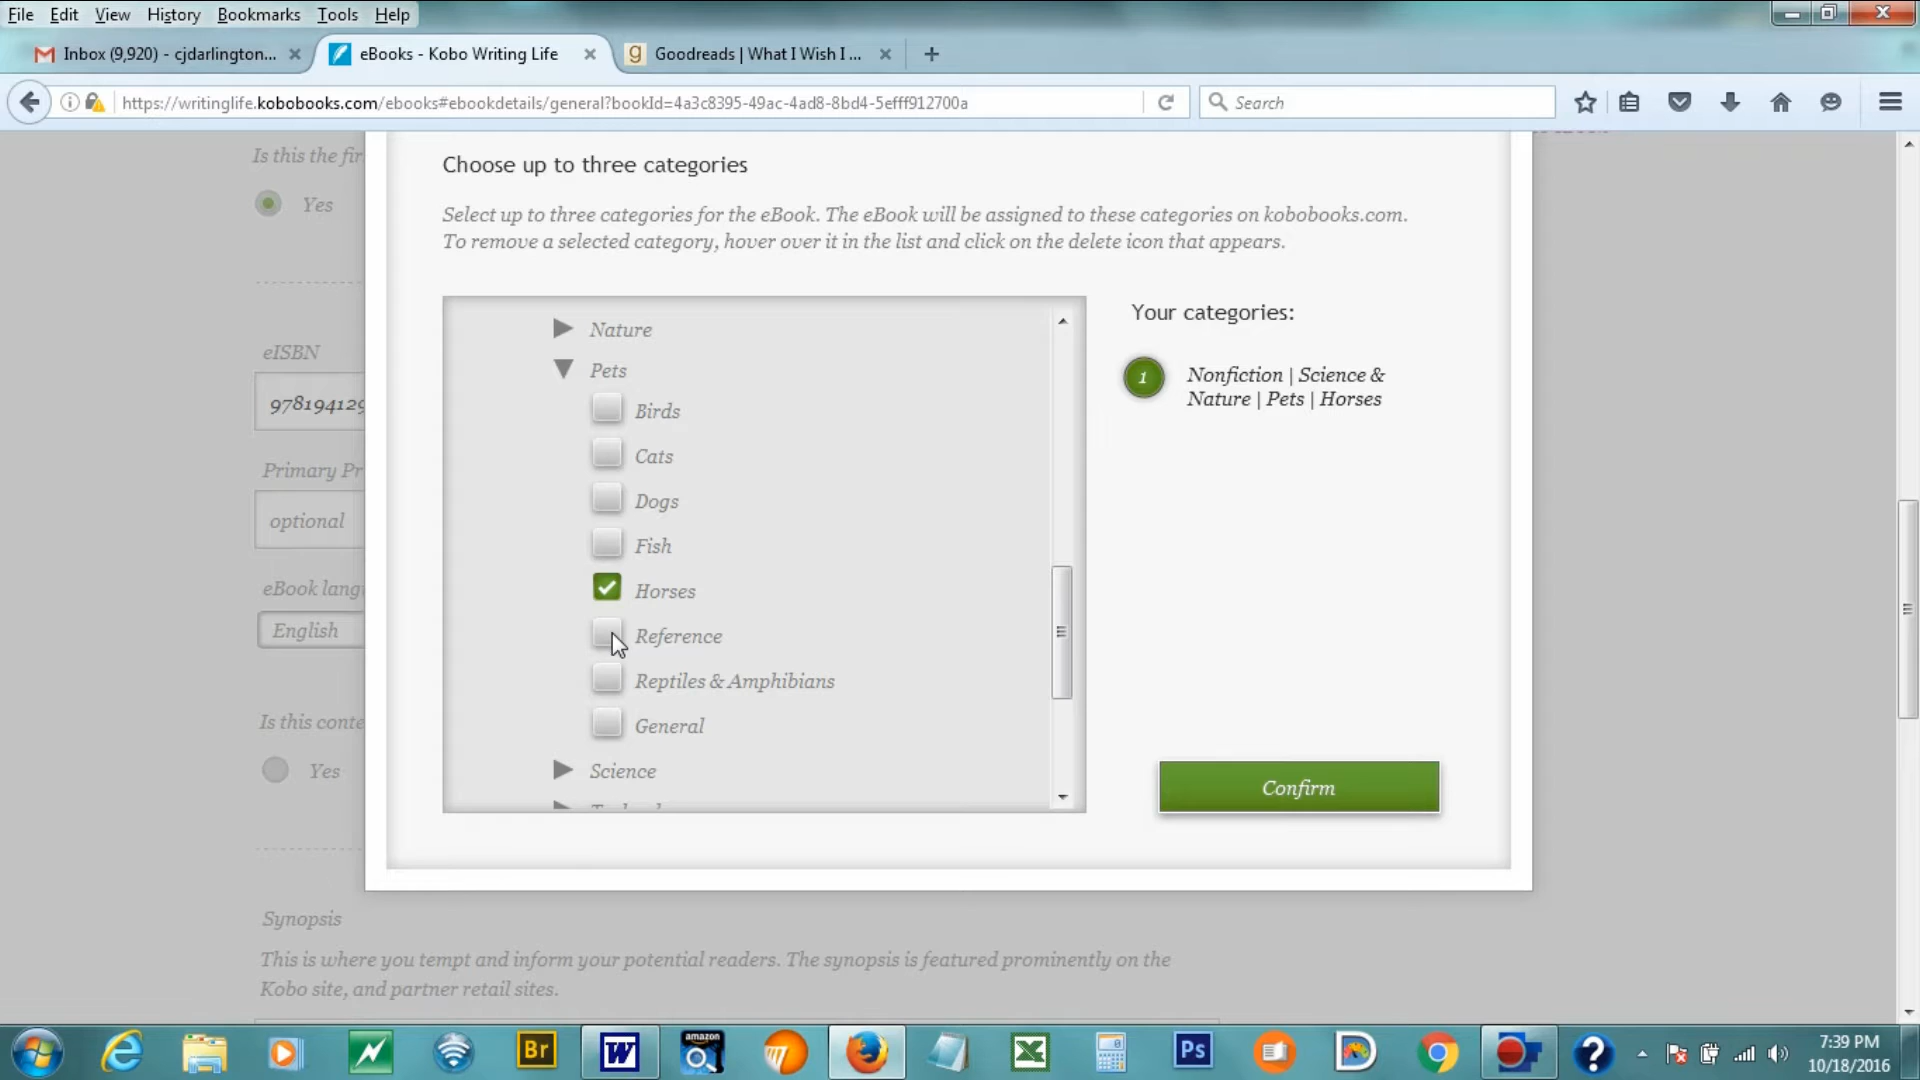 File Edit View History Bookmarks Tools Help
Inbox (9,920) - cjdarlington... eBooks - Kobo Writing Life Goodreads | What I Wish I ...
https://writinglife.kobobooks.com/ebooks#ebookdetails/general?bookId=4a3c8395-49ac-4ad8-8bd4-5efff912700a Search
Is this the fir
Yes
eISBN
978194129
Primary Pr
optional
eBook lang
English
Is this conte
Yes
Choose up to three categories
Select up to three categories for the eBook. The eBook will be assigned to these categories on kobobooks.com.
To remove a selected category, hover over it in the list and click on the delete icon that appears.
Nature
Pets
Birds
Cats
Dogs
Fish
Horses
Reference
Reptiles & Amphibians
General
Science
Your categories:
1 Nonfiction | Science &
Nature | Pets | Horses
Confirm
Synopsis
This is where you tempt and inform your potential readers. The synopsis is featured prominently on the
Kobo site, and partner retail sites.
Br W amazon Ps
7:39 PM
10/18/2016